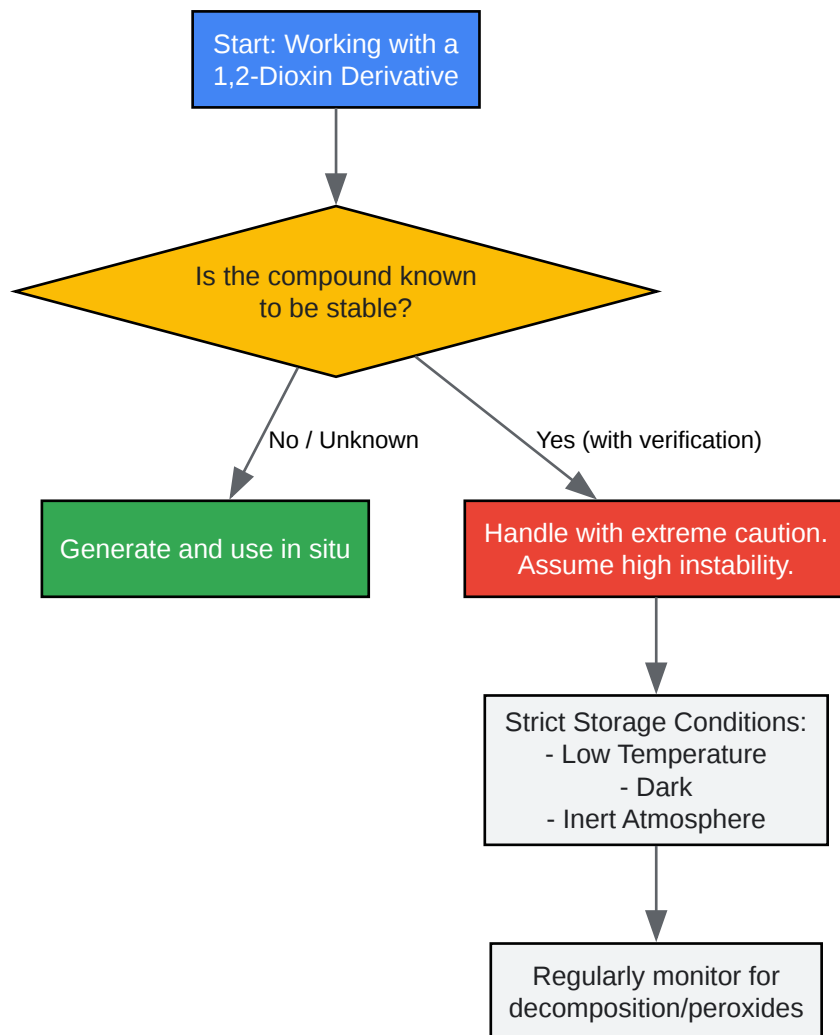 Start: Working with a
1,2-Dioxin Derivative
Is the compound known
to be stable?
No / Unknown
Yes (with verification)
Generate and use in situ
Handle with extreme caution.
Assume high instability.
Strict Storage Conditions:
- Low Temperature
- Dark
- Inert Atmosphere
Regularly monitor for
decomposition/peroxides